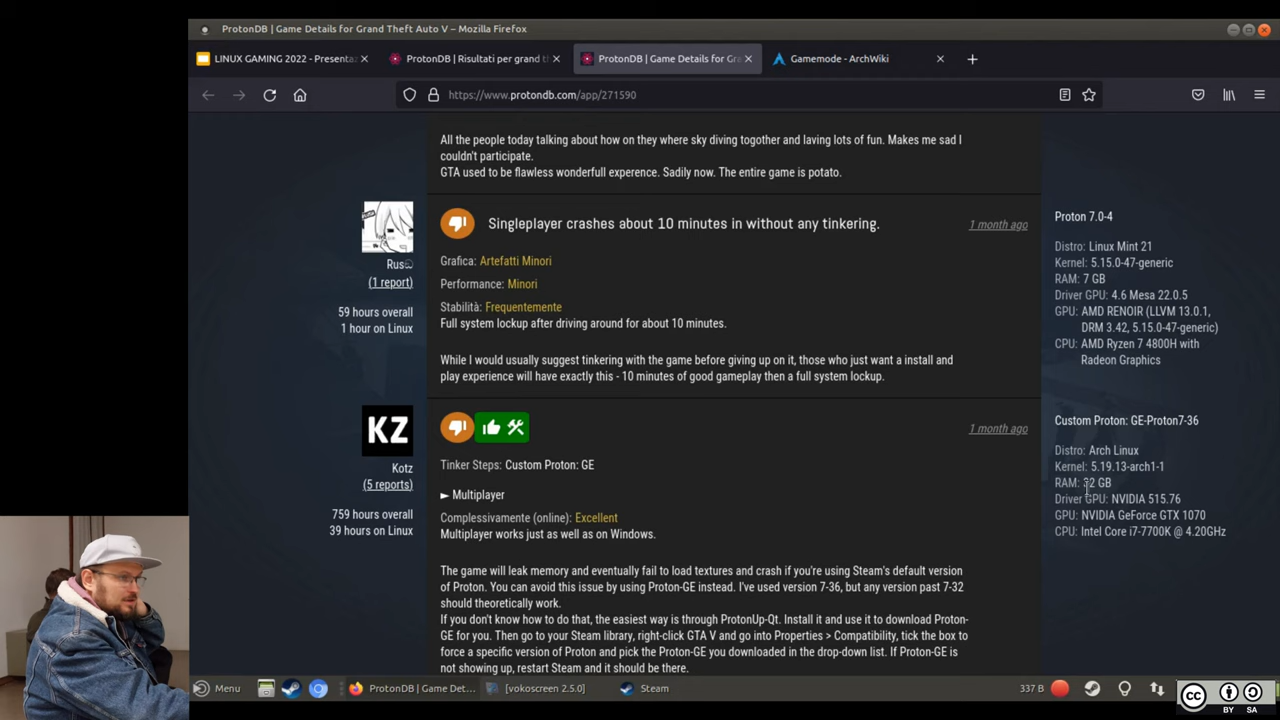 ProtonDB | Game Details for Grand Theft Auto V – Mozilla Firefox
LINUX GAMING 2022 - Presenta
ProtonDB | Risultati per grand t
ProtonDB | Game Details for Gra
Gamemode - ArchWiki
https://www.protondb.com/app/271590
All the people today talking about how on they where sky diving togother and laving lots of fun. Makes me sad I
couldn't participate.
GTA used to be flawless wonderfull experence. Sadily now. The entire game is potato.
Singleplayer crashes about 10 minutes in without any tinkering.
1 month ago
(1 report)
59 hours overall
1 hour on Linux
Grafica: Artefatti Minori
Performance: Minori
Stabilità: Frequentemente
Full system lockup after driving around for about 10 minutes.
While I would usually suggest tinkering with the game before giving up on it, those who just want a install and
play experience will have exactly this - 10 minutes of good gameplay then a full system lockup.
Proton 7.0-4
Distro: Linux Mint 21
Kernel: 5.15.0-47-generic
RAM: 7 GB
Driver GPU: 4.6 Mesa 22.0.5
GPU: AMD RENOIR (LLVM 13.0.1,
DRM 3.42, 5.15.0-47-generic)
CPU: AMD Ryzen 7 4800H with
Radeon Graphics
KZ
Kotz
(5 reports)
759 hours overall
39 hours on Linux
1 month ago
Tinker Steps: Custom Proton: GE
► Multiplayer
Complessivamente (online): Excellent
Multiplayer works just as well as on Windows.
The game will leak memory and eventually fail to load textures and crash if you're using Steam's default version
of Proton. You can avoid this issue by using Proton-GE instead. I've used version 7-36, but any version past 7-32
should theoretically work.
If you don't know how to do that, the easiest way is through ProtonUp-Qt. Install it and use it to download Proton-
GE for you. Then go to your Steam library, right-click GTA V and go into Properties > Compatibility, tick the box to
force a specific version of Proton and pick the Proton-GE you downloaded in the drop-down list. If Proton-GE is
not showing up, restart Steam and it should be there.
Custom Proton: GE-Proton7-36
Distro: Arch Linux
Kernel: 5.19.13-arch1-1
RAM: 32 GB
Driver GPU: NVIDIA 515.76
GPU: NVIDIA GeForce GTX 1070
CPU: Intel Core i7-7700K @ 4.20GHz
Menu
ProtonDB | Game Det...
[vokoscreen 2.5.0]
Steam
337 B
CC BY SA